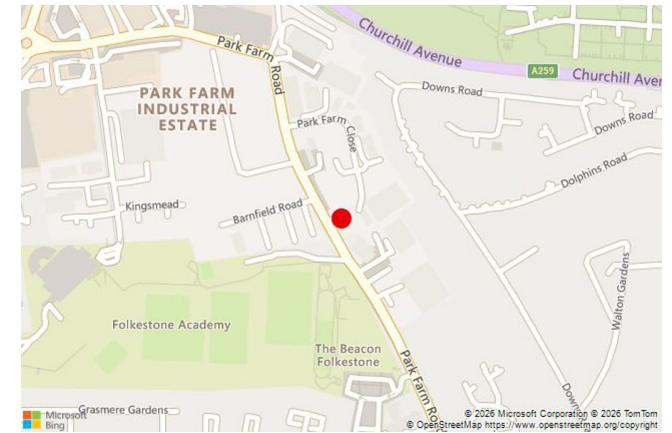 Churchill Avenue
A259
Churchill Aven
Park Farm
Road
Downs Road
PARK FARM
INDUSTRIAL
ESTATE
Park Farm
Close
Downs Road
Dolphins Road
Kingsmead
Barnfield Road
Walton Gardens
Folkestone Academy
The Beacon
Folkestone
Park Farm Road
Down
Grasmere Gardens
Microsoft
Bing
© 2026 Microsoft Corporation © 2026 TomTom
© OpenStreetMap https://www.openstreetmap.org/copyright